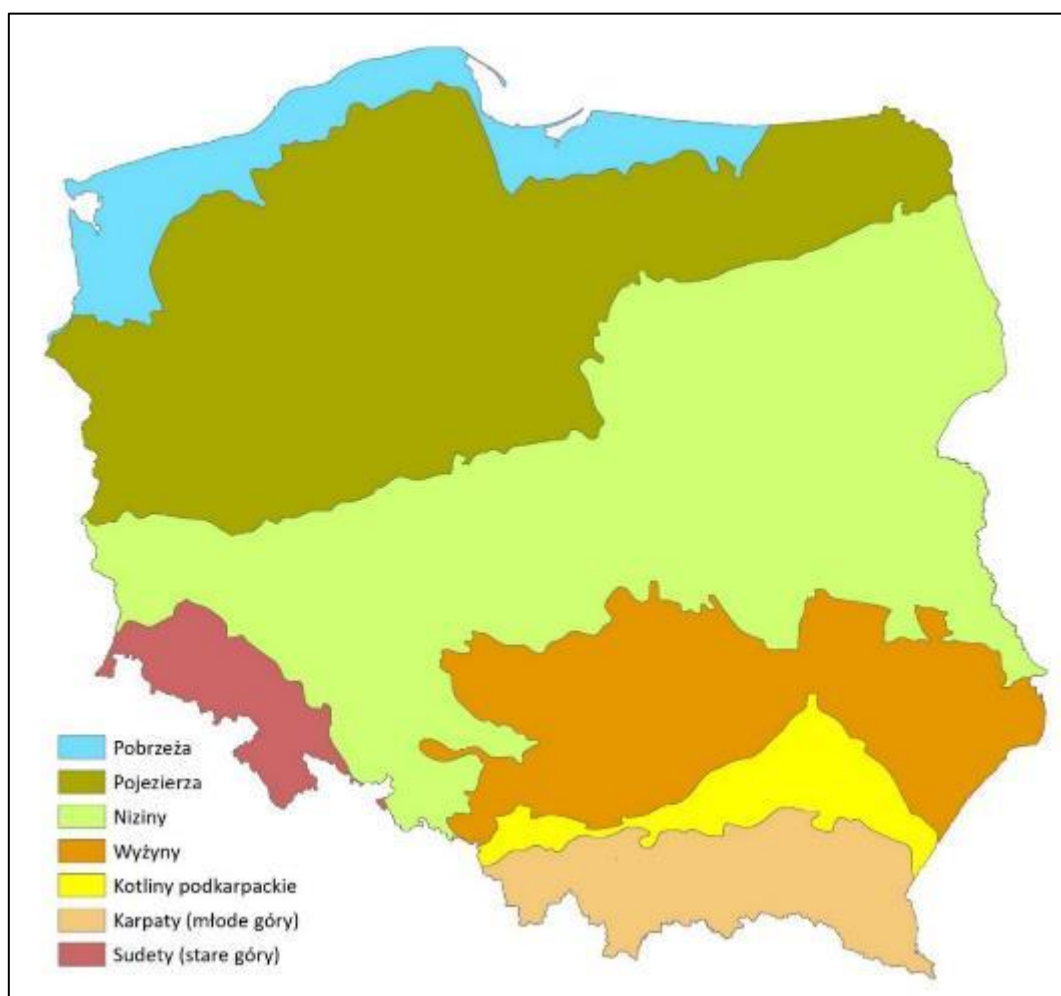 Pobrzeża
Pojezierza
Niziny
Wyżyny
Kotliny podkarpackie
Karpaty (młode góry)
Sudety (stare góry)